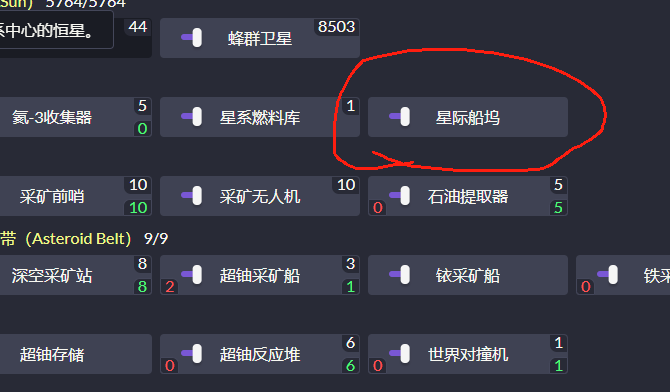 Sun） 5764/5764
系中心的恒星。 44 蜂群卫星 8503
氦-3收集器 5 0 星系燃料库 1 星际船坞
采矿前哨 10 10 采矿无人机 10 石油提取器 5 0 5
带（Asteroid Belt） 9/9
深空采矿站 8 8 超铀采矿船 3 2 1 铱采矿船 铁采 0
超铀存储 超铀反应堆 6 0 6 世界对撞机 1 0 1